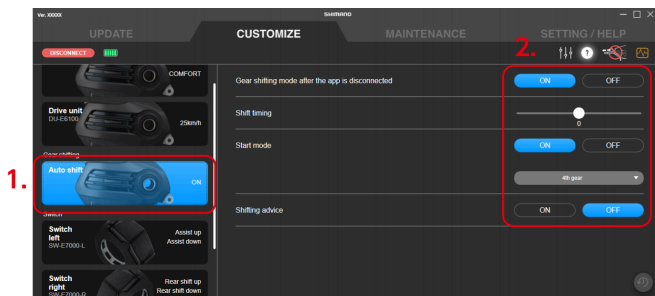 Ver. XXXXX
SHIMANO
UPDATE
CUSTOMIZE
MAINTENANCE
SETTING / HELP
DISCONNECT
2.
?
COMFORT
Gear shifting mode after the app is disconnected
ON
OFF
Drive unit
DU-E6100
25km/h
Shift timing
0
Gear shifting
Start mode
ON
OFF
1.
Auto shift
ON
4th gear
Switch
Shifting advice
ON
OFF
Switch
left
SW-E7000-L
Assist up
Assist down
Switch
right
SW-E7000-R
Rear shift up
Rear shift down